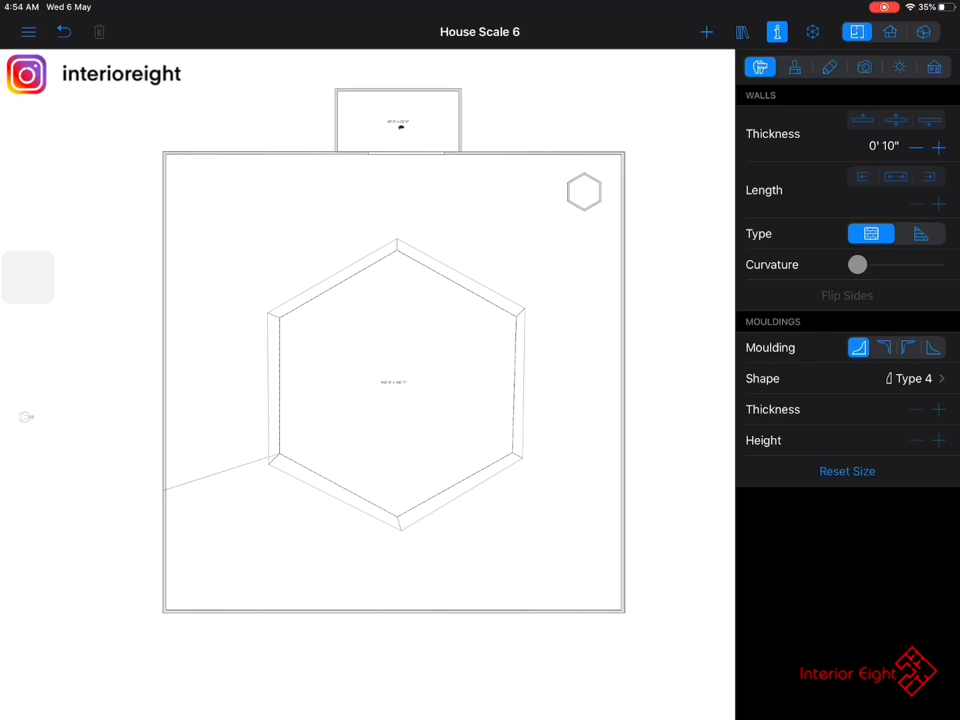 4:54 AM Wed 6 May
35%
House Scale 6
interioreight
WALLS
Thickness
0' 10"
Length
Type
Curvature
Flip Sides
MOULDINGS
Moulding
Shape
Type 4
Thickness
Height
Reset Size
Interior Eight